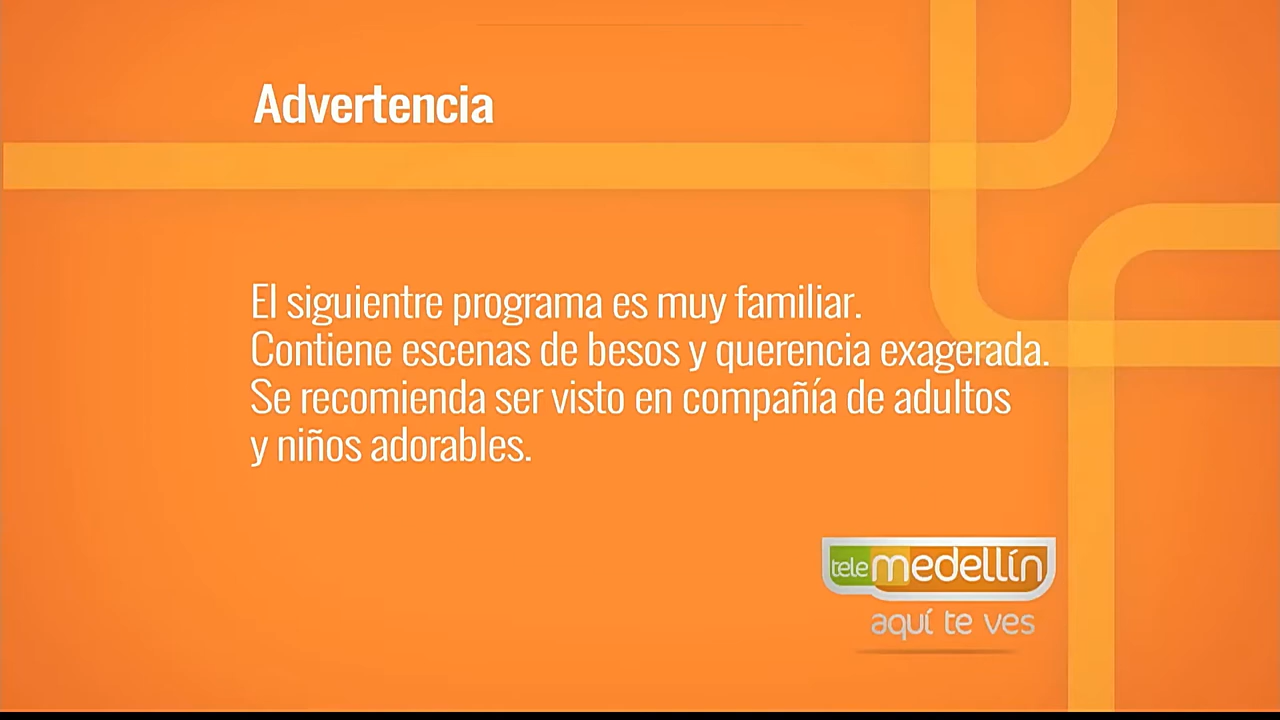 Advertencia
El siguientre programa es muy familiar.
Contiene escenas de besos y querencia exagerada.
Se recomienda ser visto en compañía de adultos
y niños adorables.
tele medellín
aquí te ves